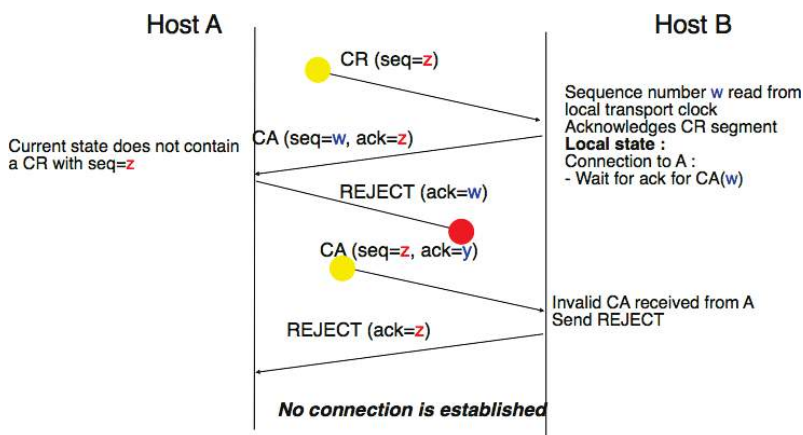 Host A
Host B
CR (seq=z)
Sequence number w read from
local transport clock
Acknowledges CR segment
Local state :
Connection to A :
- Wait for ack for CA(w)
CA (seq=w, ack=z)
Current state does not contain
a CR with seq=z
REJECT (ack=w)
CA (seq=z, ack=y)
Invalid CA received from A
Send REJECT
REJECT (ack=z)
No connection is established